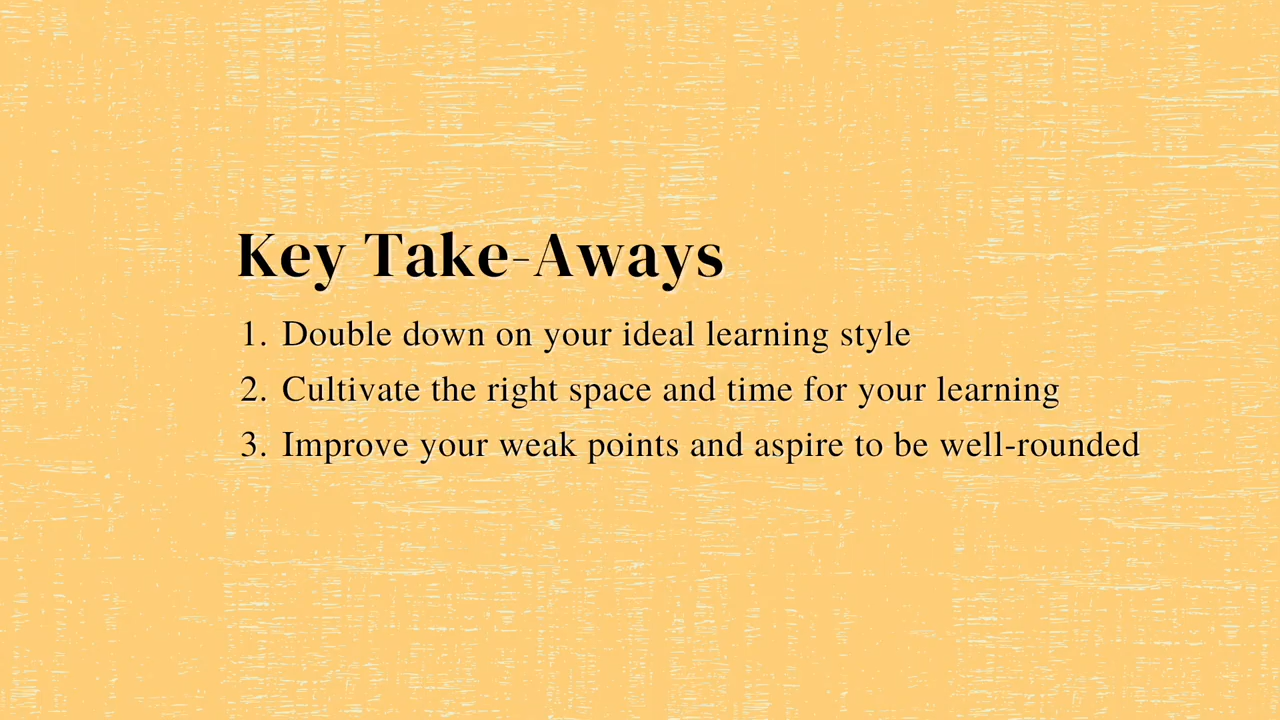 Key Take-Aways
1. Double down on your ideal learning style
2. Cultivate the right space and time for your learning
3. Improve your weak points and aspire to be well-rounded